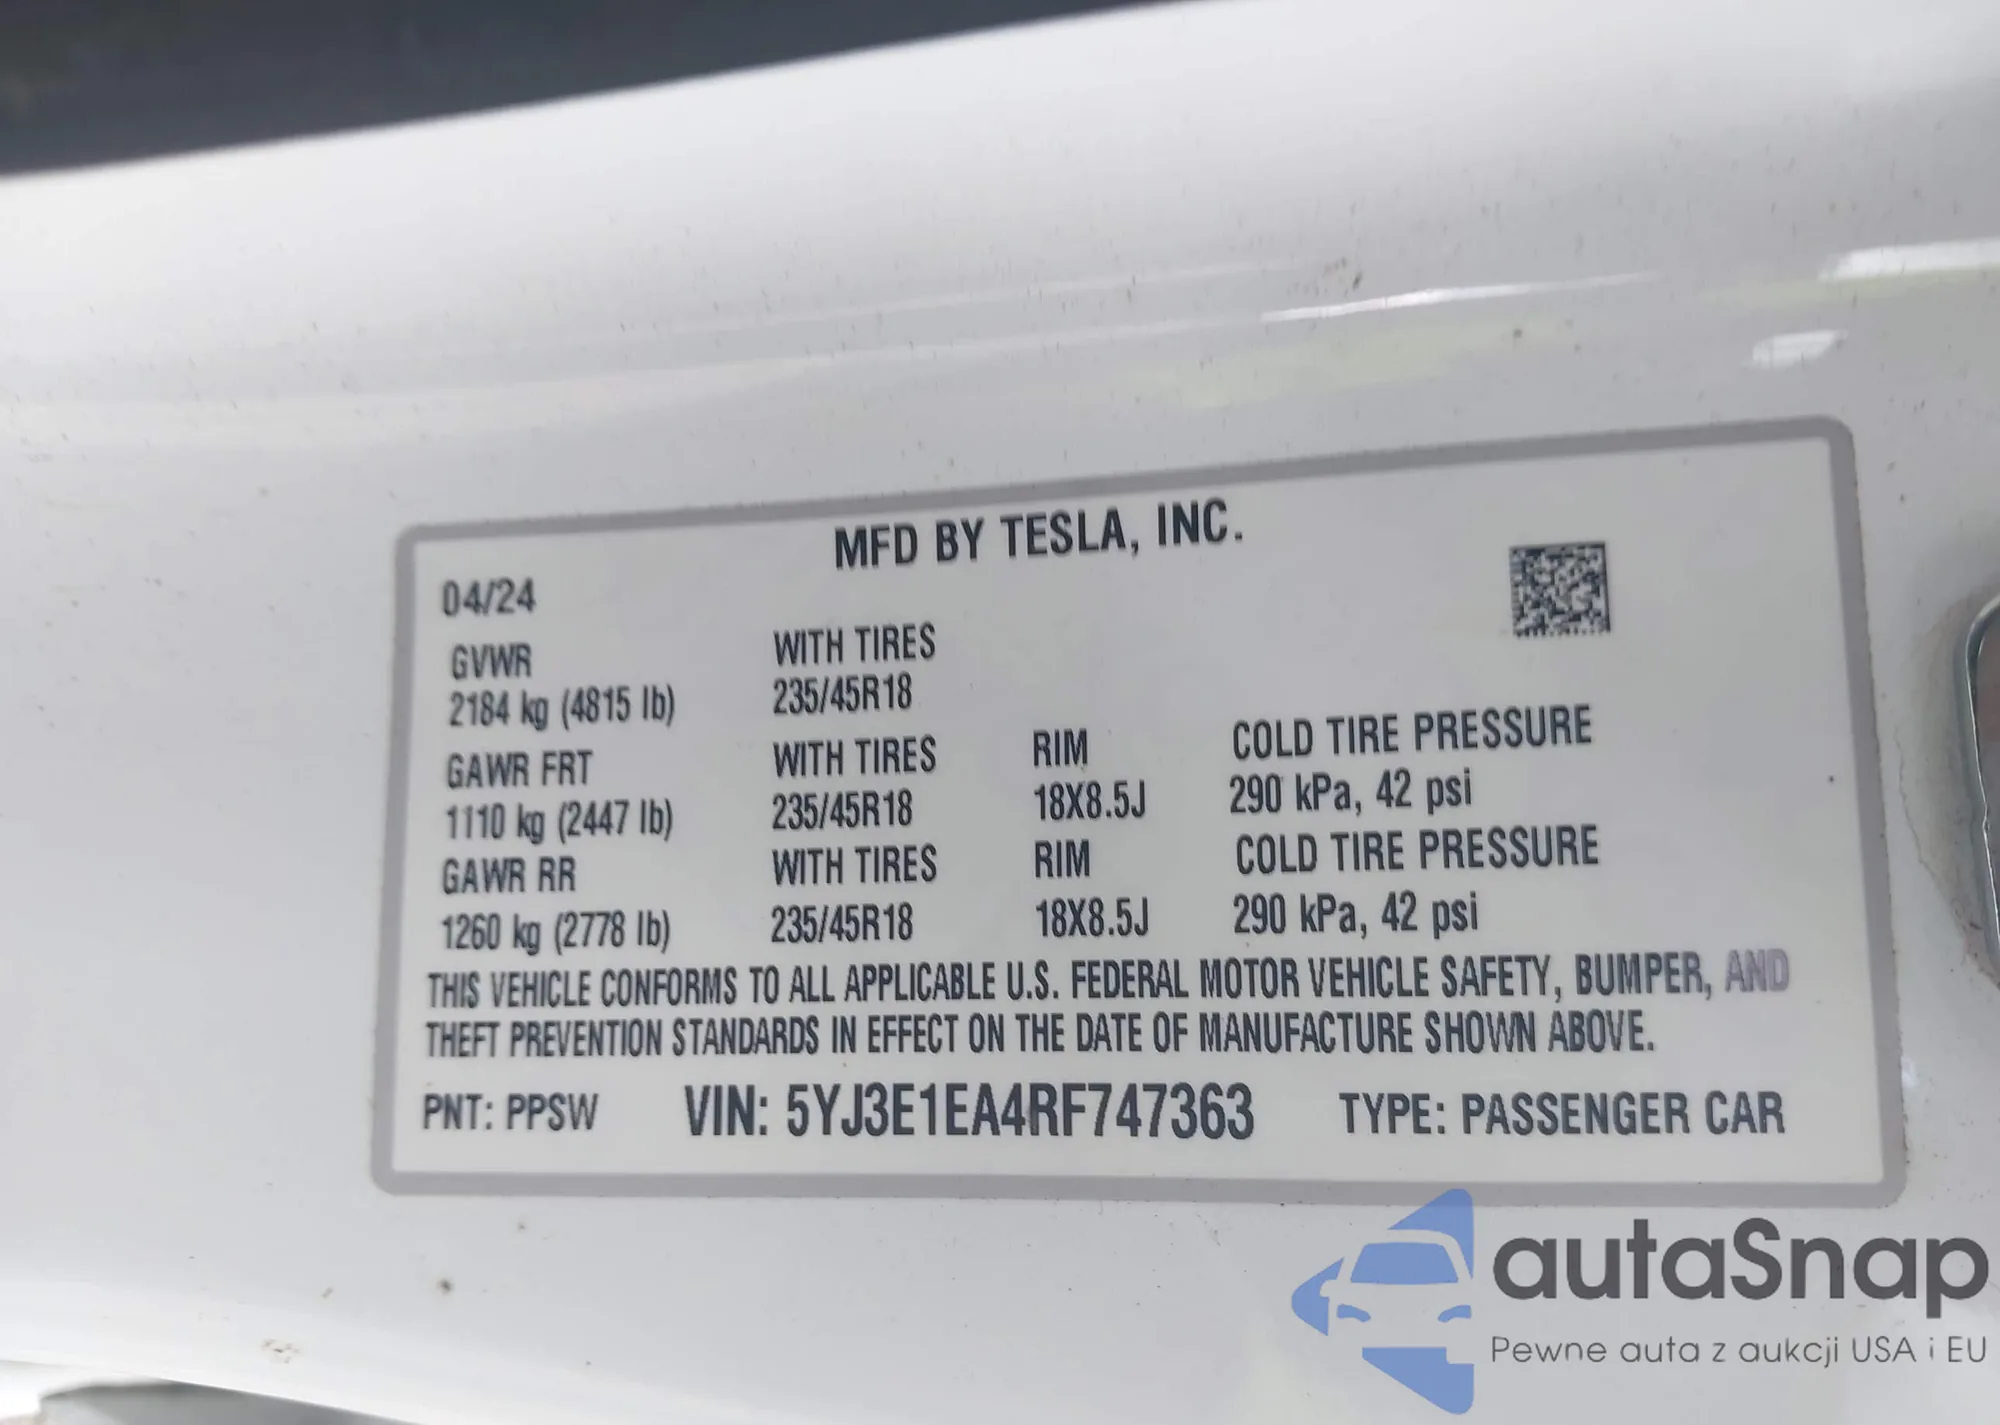 MFD BY TESLA, INC.
04/24
GVWR WITH TIRES
2184 kg (4815 lb) 235/45R18
GAWR FRT WITH TIRES RIM COLD TIRE PRESSURE
1110 kg (2447 lb) 235/45R18 18X8.5J 290 kPa, 42 psi
GAWR RR WITH TIRES RIM COLD TIRE PRESSURE
1260 kg (2778 lb) 235/45R18 18X8.5J 290 kPa, 42 psi
THIS VEHICLE CONFORMS TO ALL APPLICABLE U.S. FEDERAL MOTOR VEHICLE SAFETY, BUMPER, AND
THEFT PREVENTION STANDARDS IN EFFECT ON THE DATE OF MANUFACTURE SHOWN ABOVE.
PNT: PPSW VIN: 5YJ3E1EA4RF747363 TYPE: PASSENGER CAR
autaSnap
Pewne auta z aukcji USA i EU